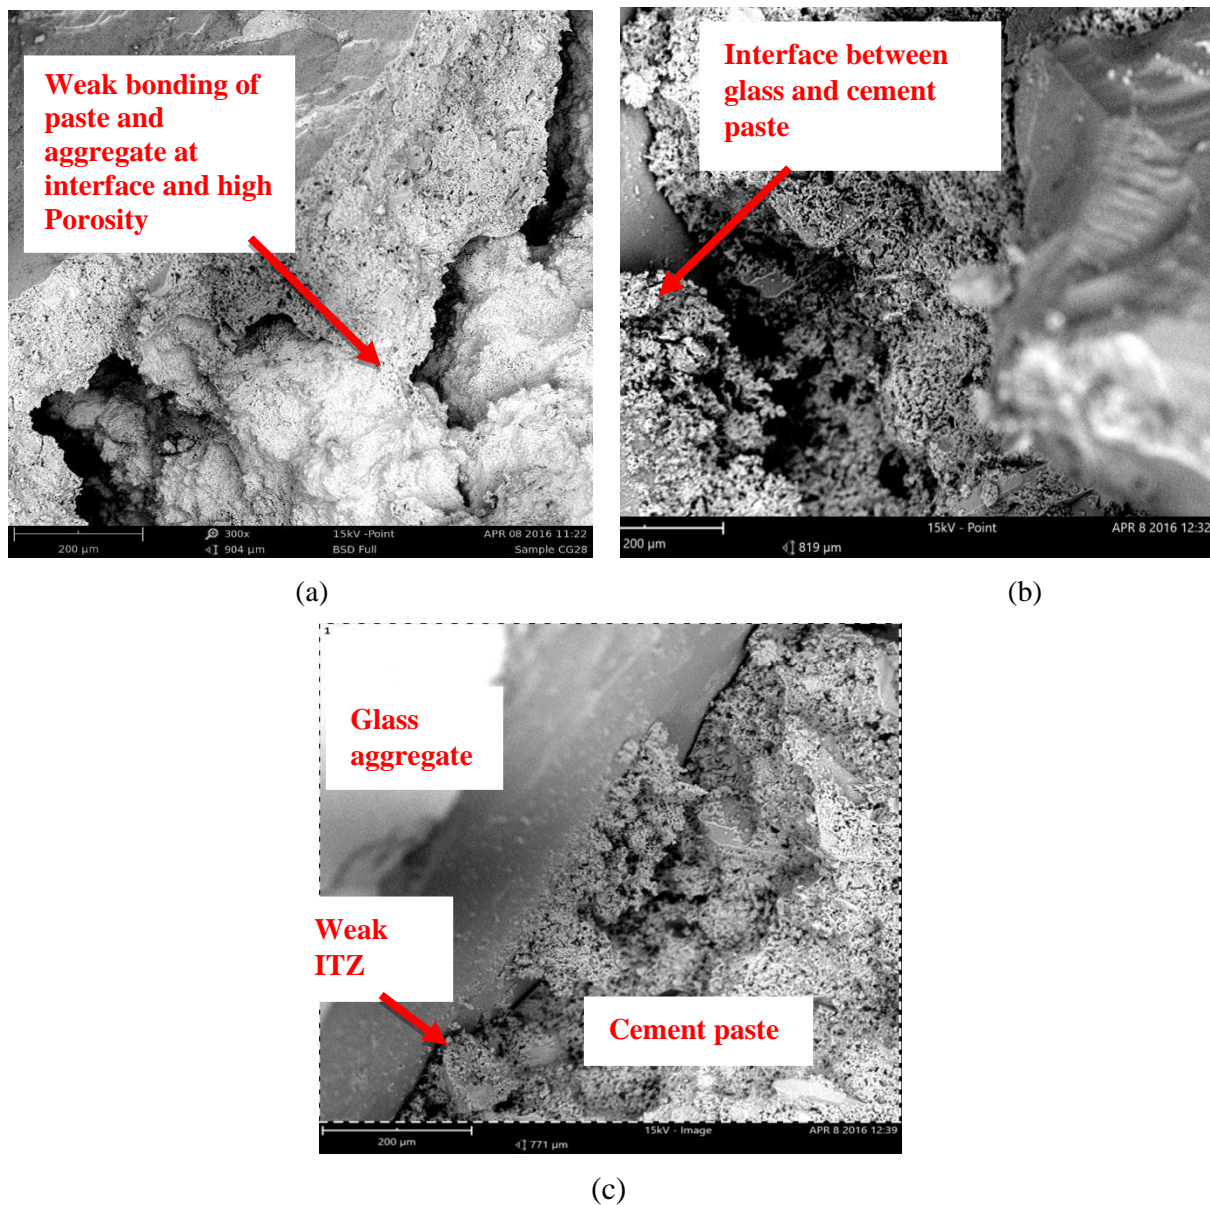 Weak bonding of
paste and
aggregate at
interface and high
Porosity
200 µm
300x
904 µm
15kV -Point
BSD Full
APR 08 2016 11:22
Sample CG28
(a)
Interface between
glass and cement
paste
200 µm
819 µm
15kV - Point
APR 8 2016 12:32
(b)
1
Glass
aggregate
Weak
ITZ
Cement paste
200 µm
771 µm
15kV - Image
APR 8 2016 12:39
(c)